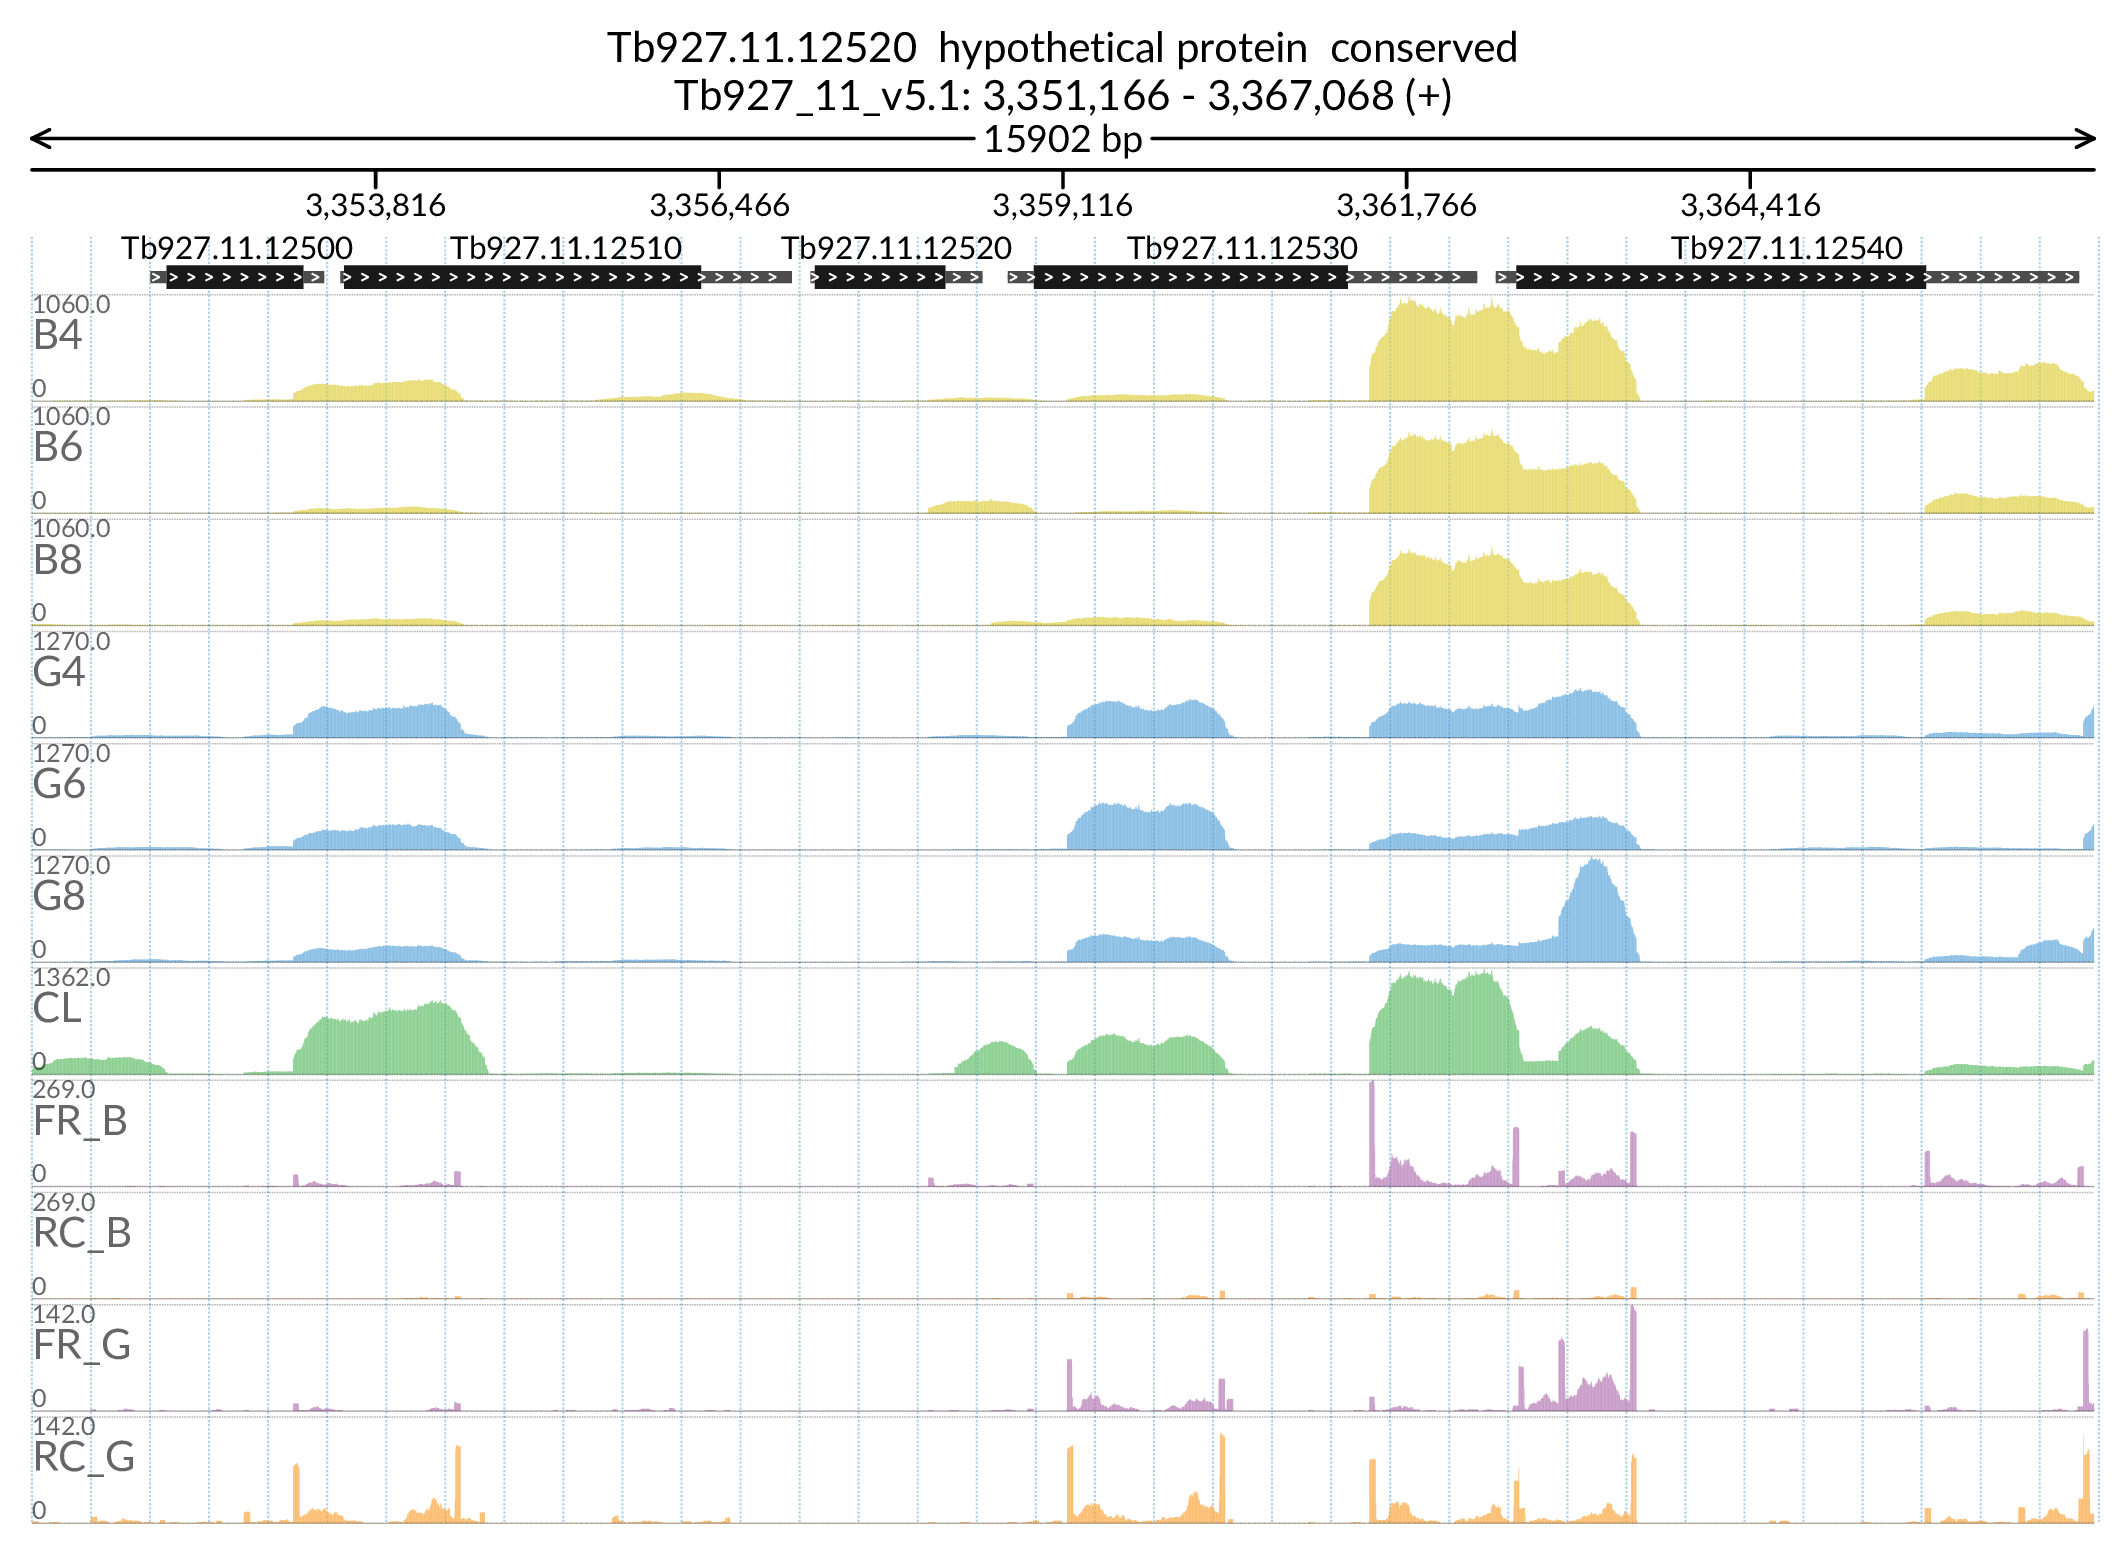 Tb927.11.12520 hypothetical protein conserved
Tb927_11_v5.1: 3,351,166 - 3,367,068 (+)
15902 bp
3,353,816 3,356,466 3,359,116 3,361,766 3,364,416
Tb927.11.12500 Tb927.11.12510 Tb927.11.12520 Tb927.11.12530 Tb927.11.12540
1060.0
B4
0
1060.0
B6
0
1060.0
B8
0
1270.0
G4
0
1270.0
G6
0
1270.0
G8
0
1362.0
CL
0
269.0
FR_B
0
269.0
RC_B
0
142.0
FR_G
0
142.0
RC_G
0